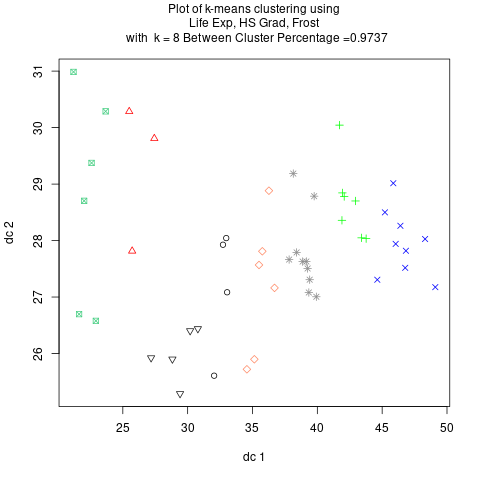 Plot of k-means clustering using
Life Exp, HS Grad, Frost
with k = 8 Between Cluster Percentage =0.9737
31
30
29
28
27
26
dc 2
25 30 35 40 45 50
dc 1